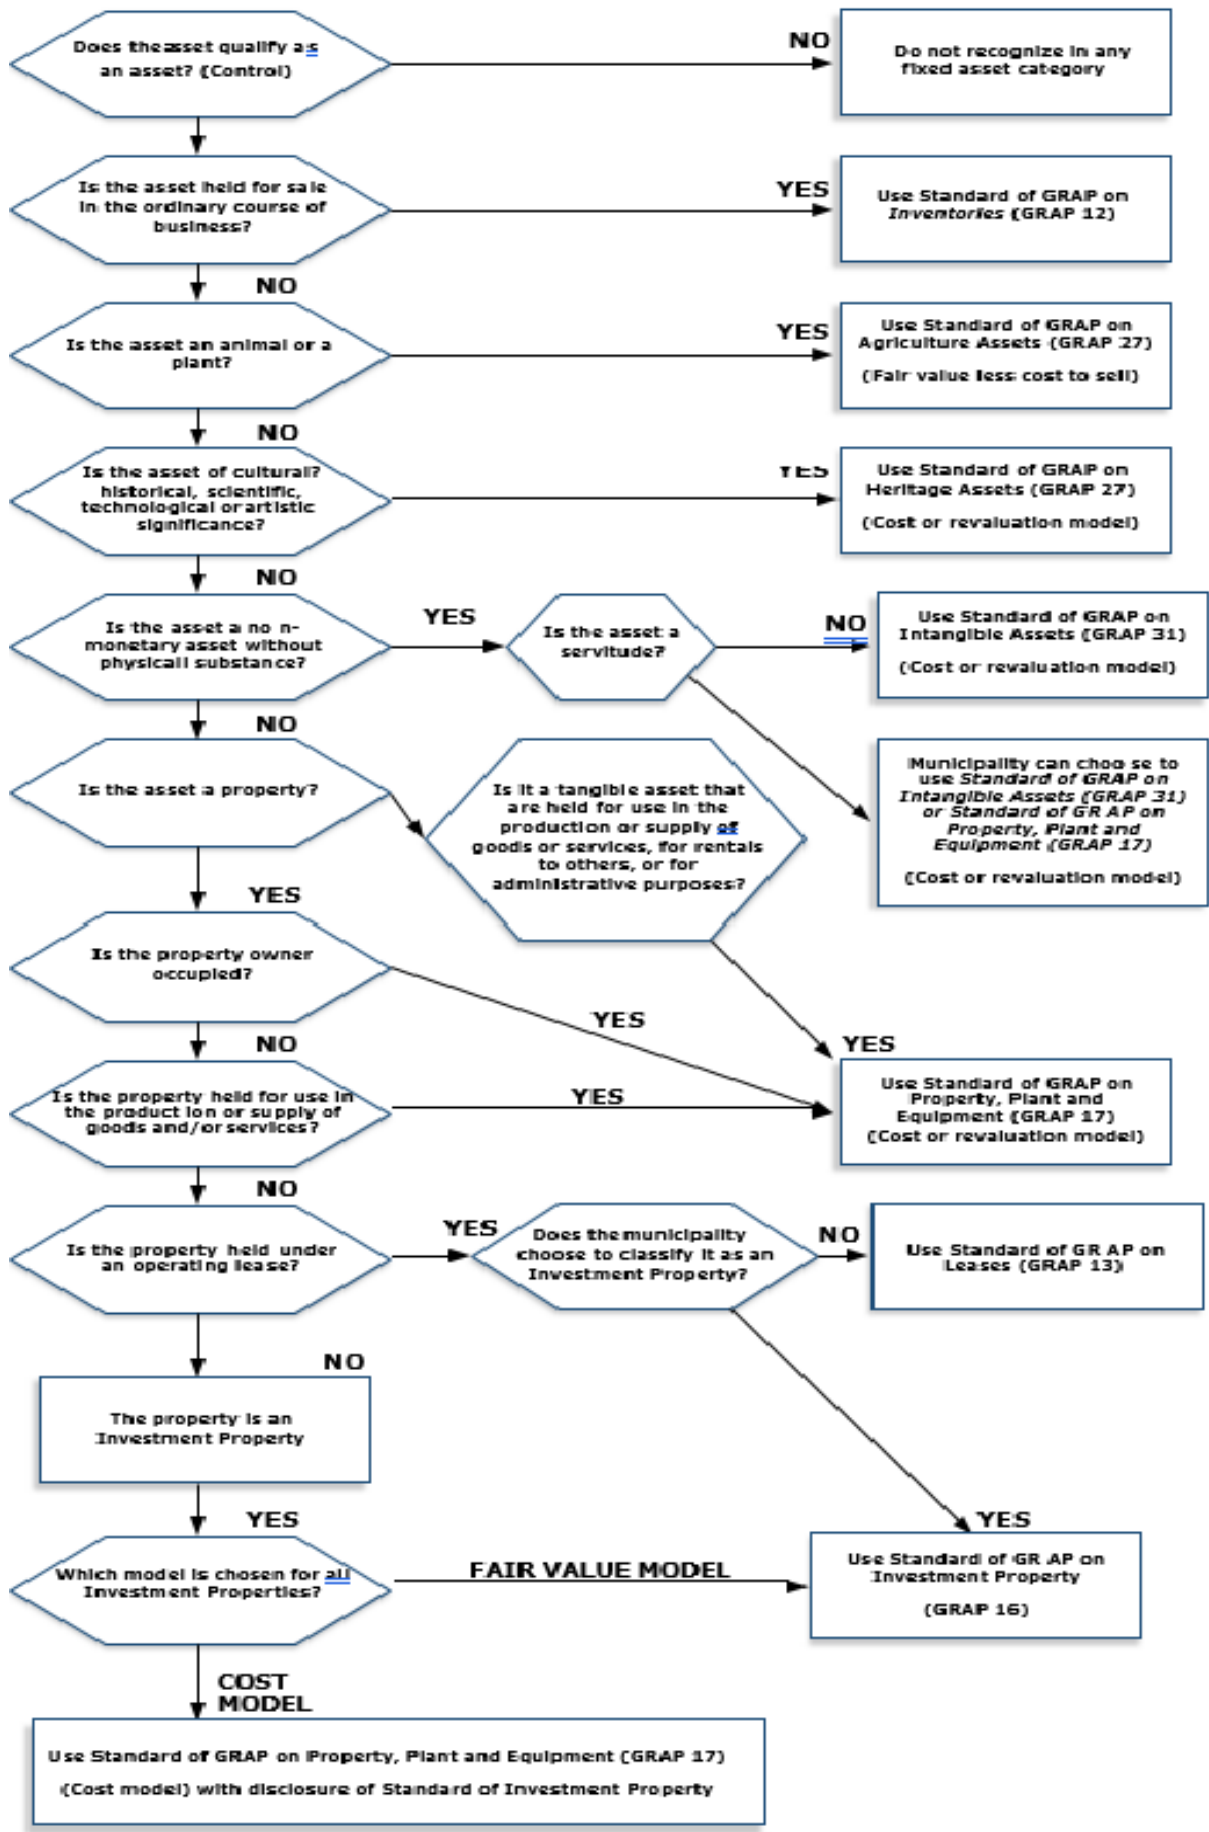 Does the asset qualify as
an asset? (Control)
NO
Do not recognize in any
fixed asset category
Is the asset held for sale
in the ordinary course of
business?
YES
Use Standard of GRAP on
Inventories (GRAP 12)
NO
Is the asset an animal or a
plant?
YES
Use Standard of GRAP on
Agriculture Assets (GRAP 27)
(Fair value less cost to sell)
NO
Is the asset of cultural?
historical, scientific,
technological or artistic
significance?
YES
Use Standard of GRAP on
Heritage Assets (GRAP 27)
(Cost or revaluation model)
NO
Is the asset a no n-
monetary asset without
physical substance?
YES
Is the asset a
servitude?
NO
Use Standard of GRAP on
Intangible Assets (GRAP 31)
(Cost or revaluation model)
NO
Is the asset a property?
Is it a tangible asset that
are held for use in the
production or supply of
goods or services, for rentals
to others, or for
administrative purposes?
Municipality can choose to
use Standard of GRAP on
Intangible Assets (GRAP 31)
or Standard of GR AP on
Property, Plant and
Equipment (GRAP 17)
(Cost or revaluation model)
YES
Is the property owner
occupied?
YES
YES
NO
Is the property held for use in
the product ion or supply of
goods and/or services?
YES
Use Standard of GRAP on
Property, Plant and
Equipment (GRAP 17)
(Cost or revaluation model)
NO
Is the property held under
an operating lease?
YES
Does the municipality
choose to classify it as an
Investment Property?
NO
Use Standard of GR AP on
Leases (GRAP 13)
NO
The property is an
Investment Property
YES
YES
Which model is chosen for all
Investment Properties?
FAIR VALUE MODEL
Use Standard of GR AP on
Investment Property
(GRAP 16)
COST
MODEL
Use Standard of GRAP on Property, Plant and Equipment (GRAP 17)
(Cost model) with disclosure of Standard of Investment Property